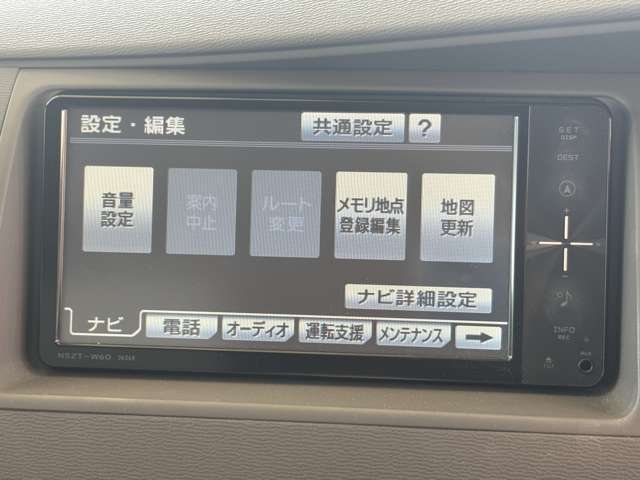 設定・編集
共通設定
?
音量
設定
案内
中止
ルート
変更
メモリ地点
登録編集
地図
更新
ナビ詳細設定
ナビ
電話
オーディオ
運転支援
メンテナンス
NSZT-W60
SET
DISP
DEST
+
INFO